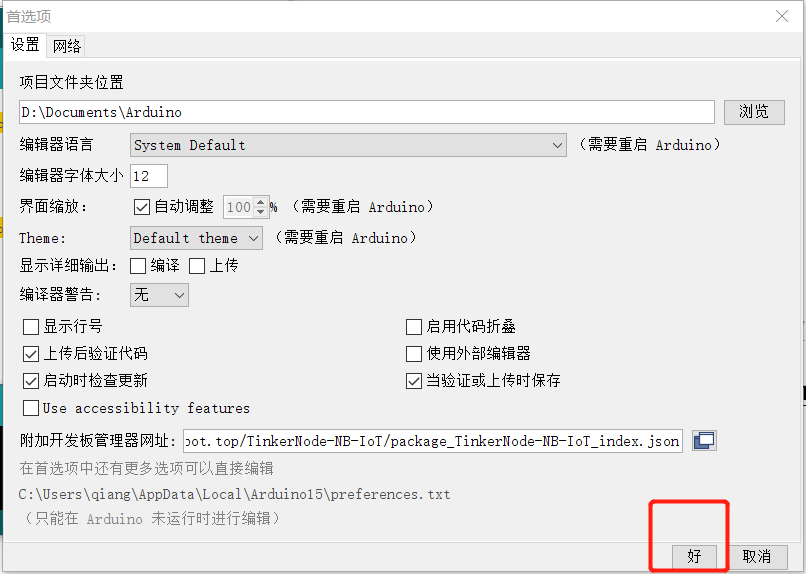 首选项
设置 网络
项目文件夹位置
D:\Documents\Arduino 浏览
编辑器语言 System Default （需要重启 Arduino）
编辑器字体大小 12
界面缩放： 自动调整 100 % （需要重启 Arduino）
Theme: Default theme （需要重启 Arduino）
显示详细输出： 编译 上传
编译器警告: 无
显示行号 启用代码折叠
上传后验证代码 使用外部编辑器
启动时检查更新 当验证或上传时保存
Use accessibility features
附加开发板管理器网址: oot.top/TinkerNode-NB-IoT/package_TinkerNode-NB-IoT_index.json
在首选项中还有更多选项可以直接编辑
C:\Users\qiang\AppData\Local\Arduino15\preferences.txt
（只能在 Arduino 未运行时进行编辑）
好 取消